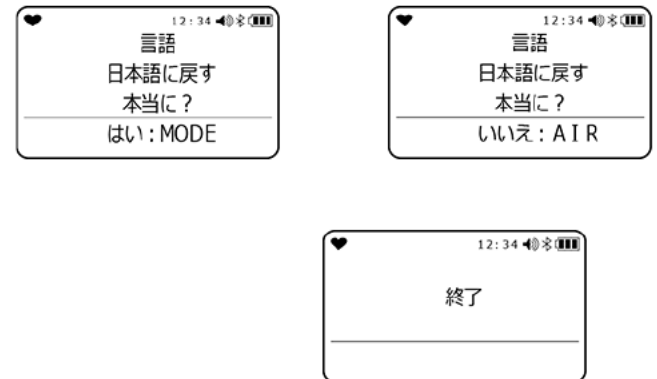 12:34
言語
日本語に戻す
本当に？
はい：MODE
12:34
言語
日本語に戻す
本当に？
いいえ：AIR
12:34
終了